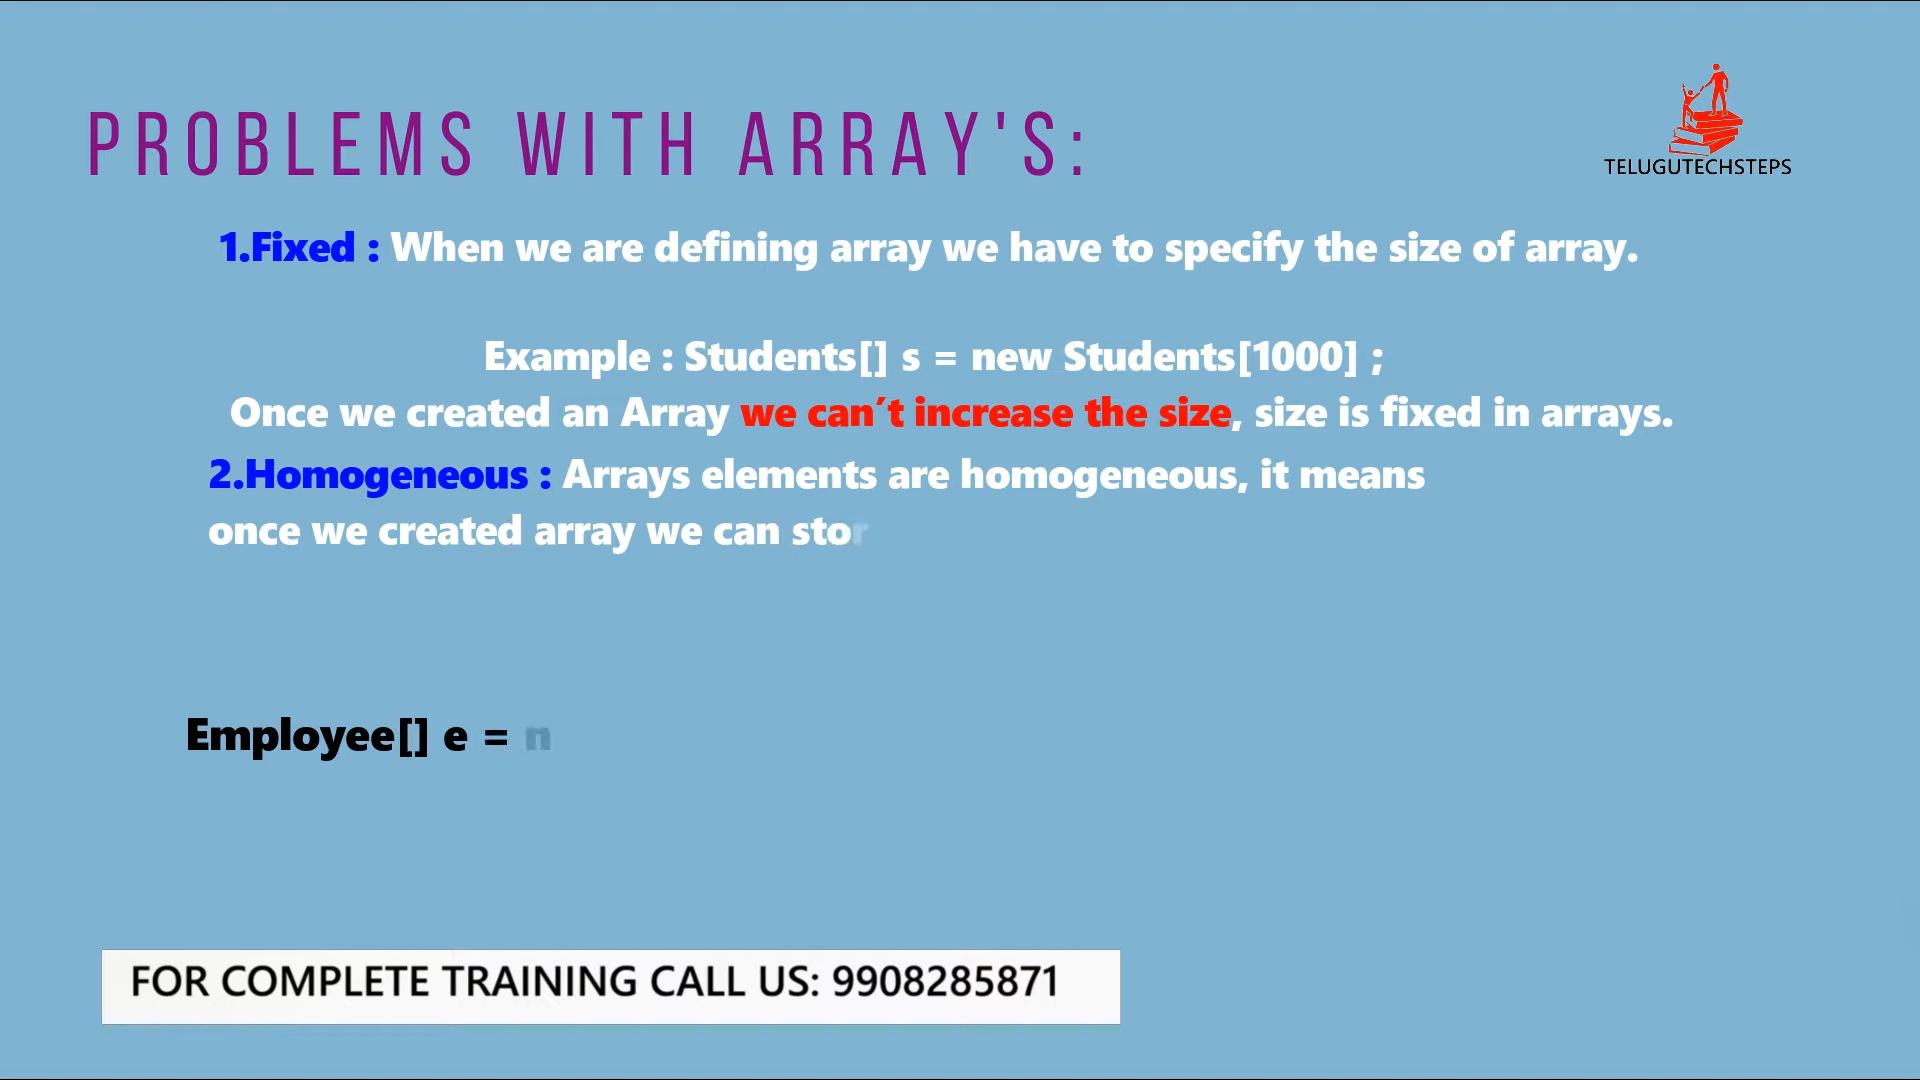 PROBLEMS WITH ARRAY'S:
TELUGUTECHSTEPS
1.Fixed : When we are defining array we have to specify the size of array.
Example : Students[] s = new Students[1000] ;
Once we created an Array we can´t increase the size, size is fixed in arrays.
2.Homogeneous : Arrays elements are homogeneous, it means
once we created array we can stor
Employee[] e = n
FOR COMPLETE TRAINING CALL US: 9908285871